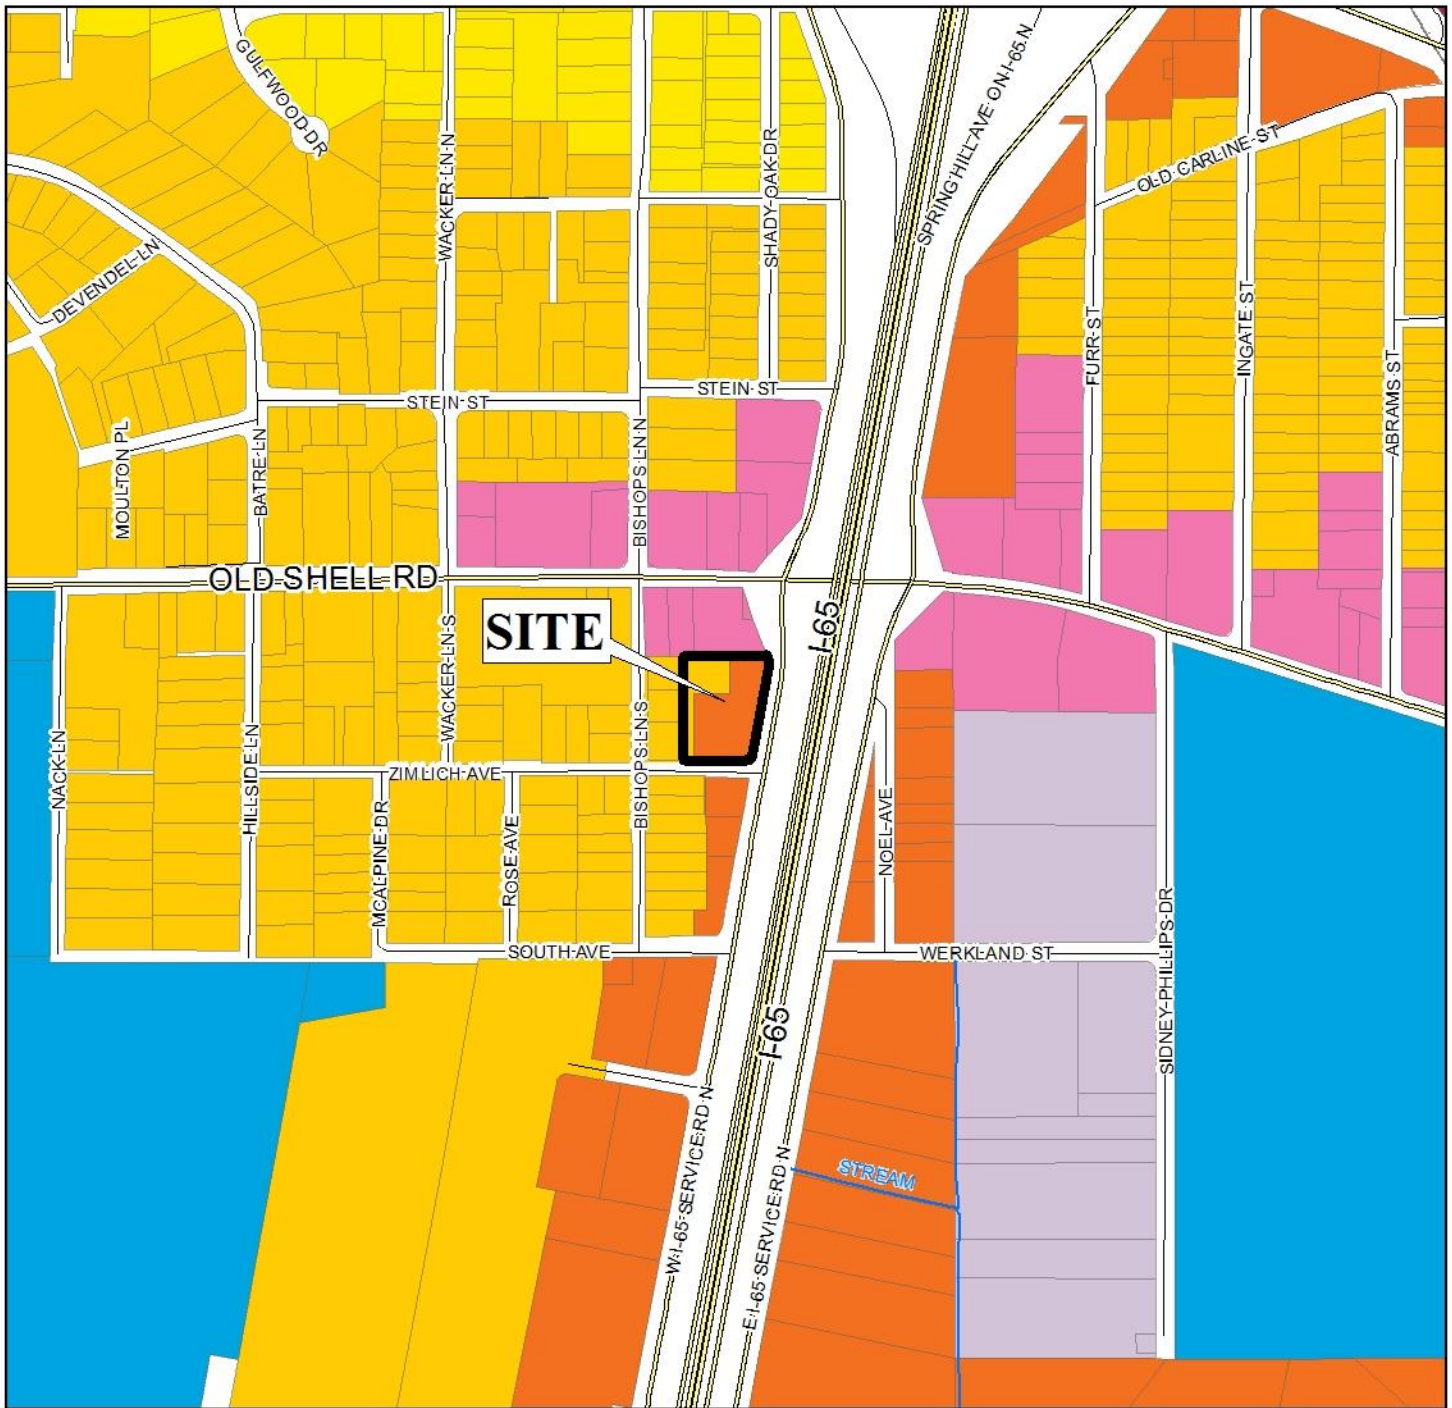 GULFWOOD DR
WACKER LN N
SHADY OAK DR
SPRING HILL AVE ON I-65 N
OLD CARLINE ST
DEVENDEL LN
FURR ST
INGATE ST
ABRAMS ST
STEIN ST
STEIN ST
MOULTON PL
BATRE LN
BISHOPS LN N
OLD SHELL RD
SITE
I-65
WACKER LN S
NACK LN
HILLSIDE LN
BISHOPS LN S
ZIMLICH AVE
MCALPINE DR
ROSE AVE
NOEL AVE
SOUTH AVE
WERKLAND ST
SIDNEY PHILLIPS DR
I-65
W I-65 SERVICE RD N
E I-65 SERVICE RD N
STREAM